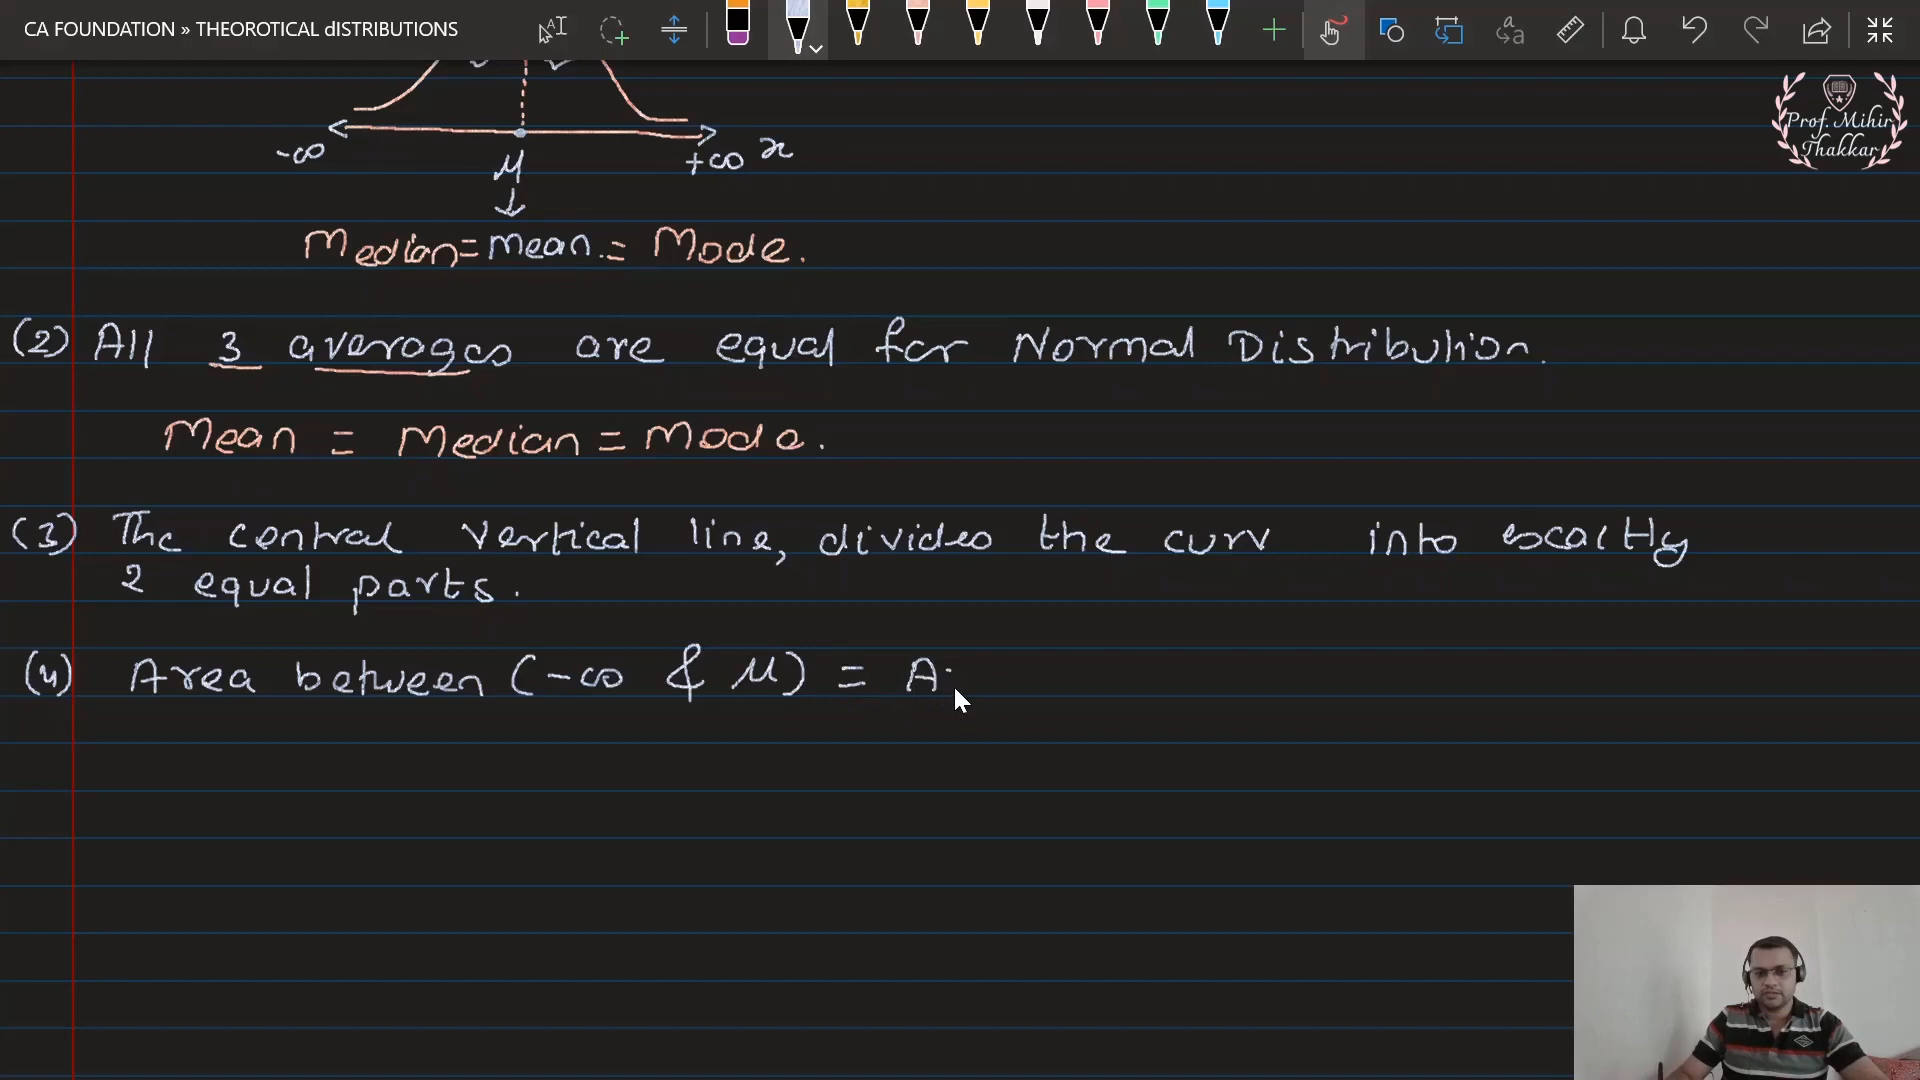 CA FOUNDATION » THEOROTICAL dISTRIBUTIONS
Prof. Mihir
Thakkar
-∞ μ +∞ x
Median = mean. = Mode.
(2) All 3 averages are equal for Normal Distribution.
Mean = Median = Mode.
(3) The central vertical line, divides the curv into exactly
2 equal parts.
(4) Area between (-∞ & μ) = A